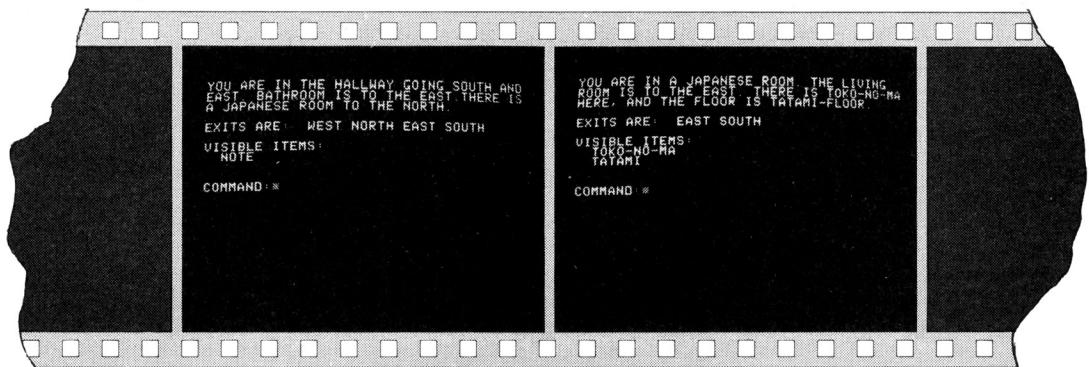 YOU ARE IN THE HALLWAY GOING SOUTH AND
EAST. BATHROOM IS TO THE EAST.THERE IS
A JAPANESE ROOM TO THE NORTH.
EXITS ARE: WEST NORTH EAST SOUTH
VISIBLE ITEMS:
NOTE
COMMAND:※
YOU ARE IN A JAPANESE ROOM. THE LIVING
ROOM IS TO THE EAST. THERE IS TOKO-NO-MA
HERE, AND THE FLOOR IS TATAMI-FLOOR.
EXITS ARE: EAST SOUTH
VISIBLE ITEMS:
TOKO-NO-MA
TATAMI
COMMAND:※